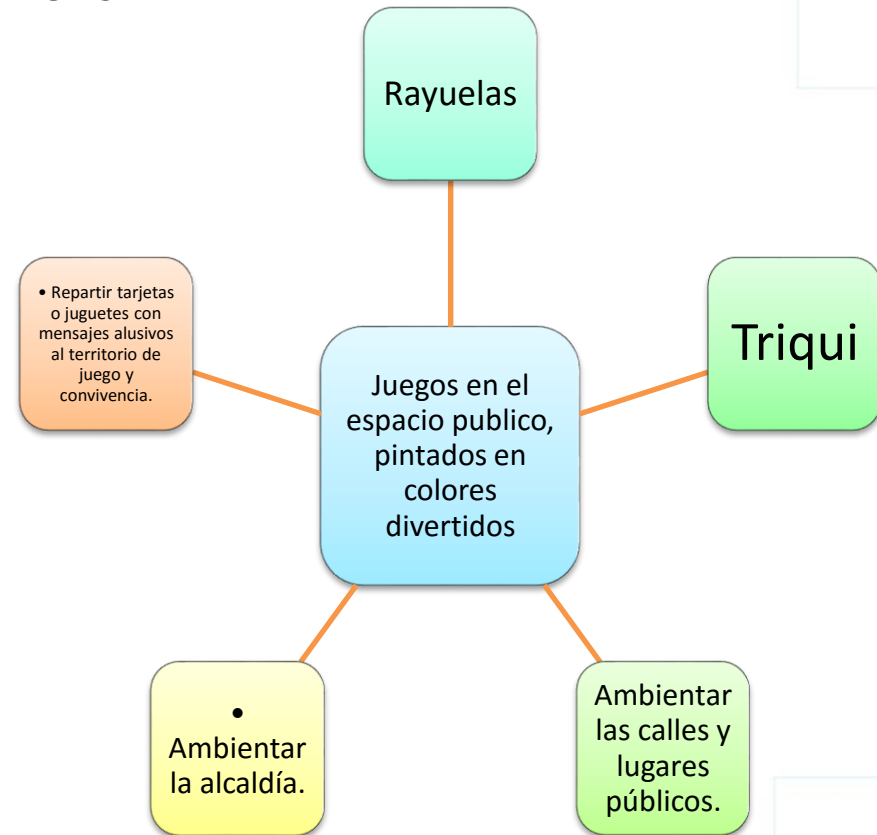 Rayuelas
• Repartir tarjetas
o juguetes con
mensajes alusivos
al territorio de
juego y
convivencia.
Triqui
Juegos en el
espacio publico,
pintados en
colores
divertidos
•
Ambientar
la alcaldía.
Ambientar
las calles y
lugares
públicos.